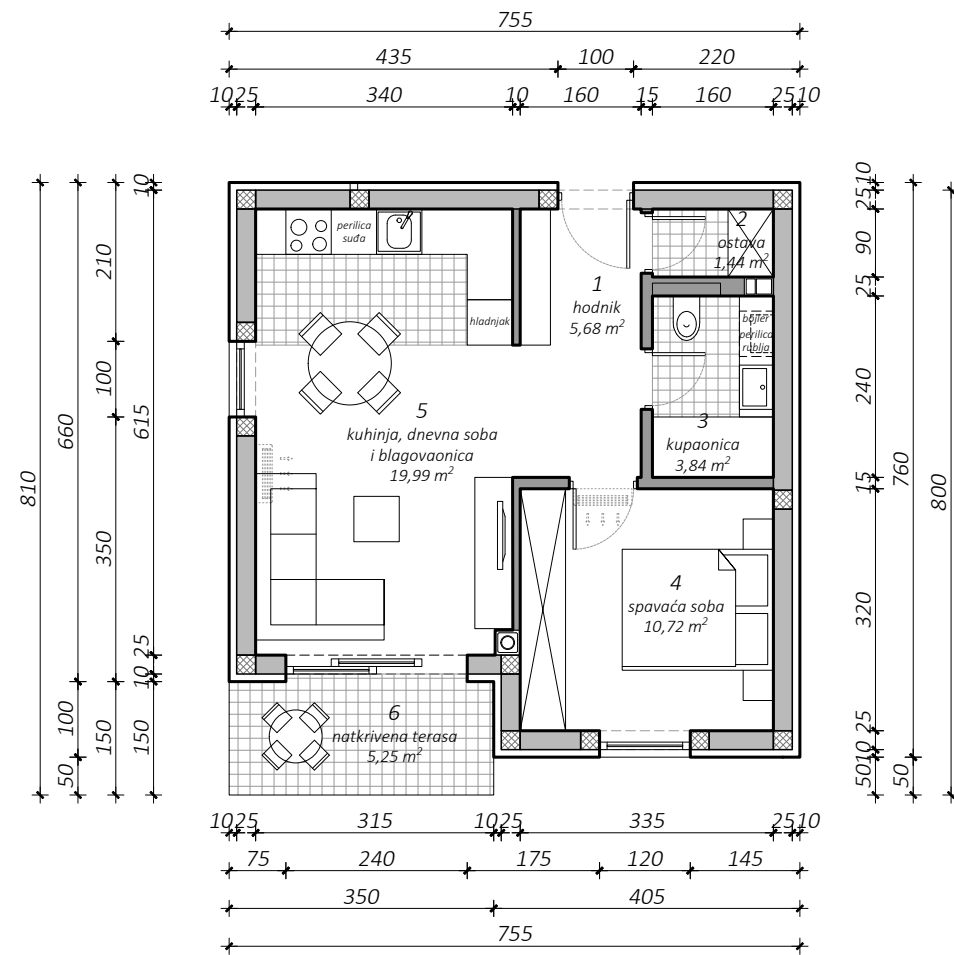 755
435 100 220
10 25 340 10 160 15 160 25 10
perilica
suđa
hladnjak
1
hodnik
5,68 m²
2
ostava
1,44 m²
bojler
perilica
rublja
3
kupaonica
3,84 m²
5
kuhinja, dnevna soba
i blagovaonica
19,99 m²
4
spavaća soba
10,72 m²
6
natkrivena terasa
5,25 m²
810
660 100 50
210 100 350 150
10 615 25 10 150
10 25 90 25 240 15 320 25 10 50
760 50
800
10 25 315 10 25 335 25 10
75 240 175 120 145
350 405
755